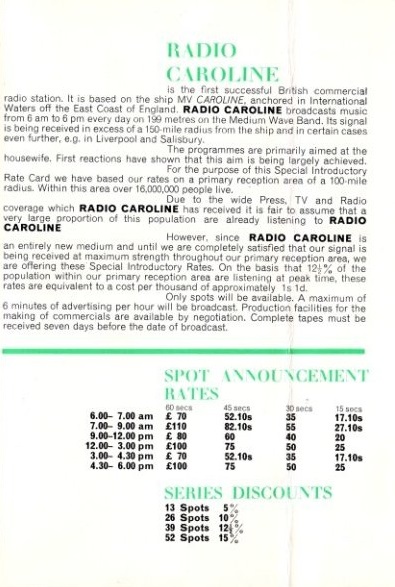 RADIO
CAROLINE
is the first successful British commercial
radio station. It is based on the ship MV CAROLINE, anchored in International
Waters off the East Coast of England. RADIO CAROLINE broadcasts music
from 6 am to 6 pm every day on 199 metres on the Medium Wave Band. Its signal
is being received in excess of a 150-mile radius from the ship and in certain cases
even further, e.g. in Liverpool and Salisbury.
The programmes are primarily aimed at the
housewife. First reactions have shown that this aim is being largely achieved.
For the purpose of this Special Introductory
Rate Card we have based our rates on a primary reception area of a 100-mile
radius. Within this area over 16,000,000 people live.
Due to the wide Press, TV and Radio
coverage which RADIO CAROLINE has received it is fair to assume that a
very large proportion of this population are already listening to RADIO
CAROLINE
However, since RADIO CAROLINE is
an entirely new medium and until we are completely satisfied that our signal is
being received at maximum strength throughout our primary reception area, we
are offering these Special Introductory Rates. On the basis that 12½% of the
population within our primary reception area are listening at peak time, these
rates are equivalent to a cost per thousand of approximately 1s 1d.
Only spots will be available. A maximum of
6 minutes of advertising per hour will be broadcast. Production facilities for the
making of commercials are available by negotiation. Complete tapes must be
received seven days before the date of broadcast.
SPOT ANNOUNCEMENT
RATES
60 secs 45 secs 30 secs 15 secs
6.00– 7.00 am £ 70 52.10s 35 17.10s
7.00– 9.00 am £110 82.10s 55 27.10s
9.00–12.00 pm £ 80 60 40 20
12.00– 3.00 pm £100 75 50 25
3.00– 4.30 pm £ 70 52.10s 35 17.10s
4.30– 6.00 pm £100 75 50 25
SERIES DISCOUNTS
13 Spots 5%
26 Spots 10%
39 Spots 12½%
52 Spots 15%